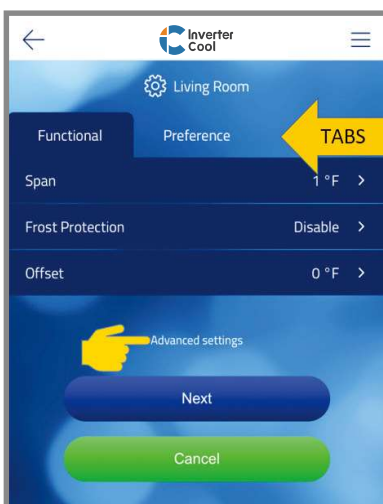 Inverter
Cool
Living Room
Functional Preference TABS
Span 1 °F >
Frost Protection Disable >
Offset 0 °F >
Advanced settings
Next
Cancel